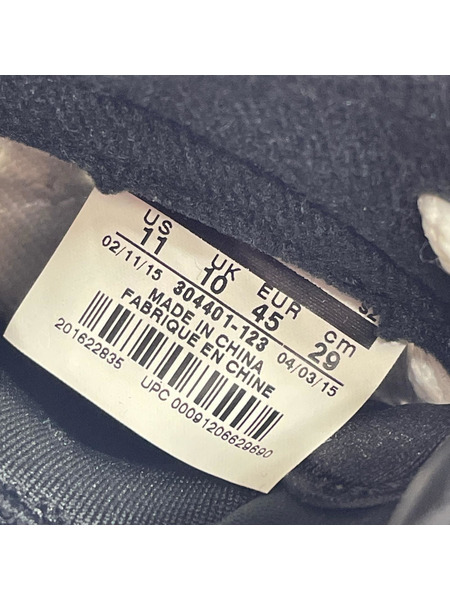 US UK EUR cm
11 10 45 29
02/11/15 304401-123 04/03/15
MADE IN CHINA
FABRIQUE EN CHINE
201622835
UPC 00091206629690